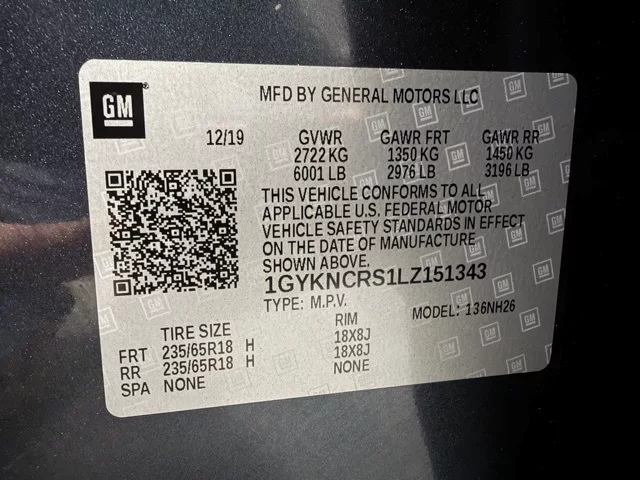 GM
MFD BY GENERAL MOTORS LLC
12/19 GVWR GAWR FRT GAWR RR
2722 KG 1350 KG 1450 KG
6001 LB 2976 LB 3196 LB
THIS VEHICLE CONFORMS TO ALL
APPLICABLE U.S. FEDERAL MOTOR
VEHICLE SAFETY STANDARDS IN EFFECT
ON THE DATE OF MANUFACTURE
SHOWN ABOVE.
1GYKNCRS1LZ151343
TYPE: M.P.V. MODEL: 136NH26
TIRE SIZE RIM
FRT 235/65R18 H 18X8J
RR 235/65R18 H 18X8J
SPA NONE NONE